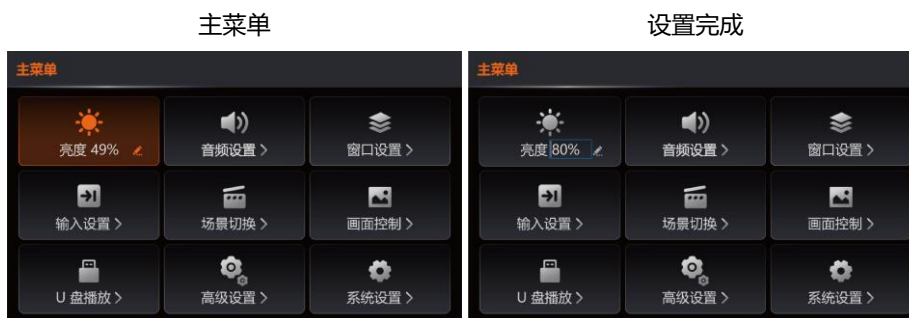 主菜单 设置完成
主菜单 主菜单
亮度 49% 音频设置 > 窗口设置 > 亮度 80% 音频设置 > 窗口设置 >
输入设置 > 场景切换 > 画面控制 > 输入设置 > 场景切换 > 画面控制 >
U 盘播放 > 高级设置 > 系统设置 > U 盘播放 > 高级设置 > 系统设置 >